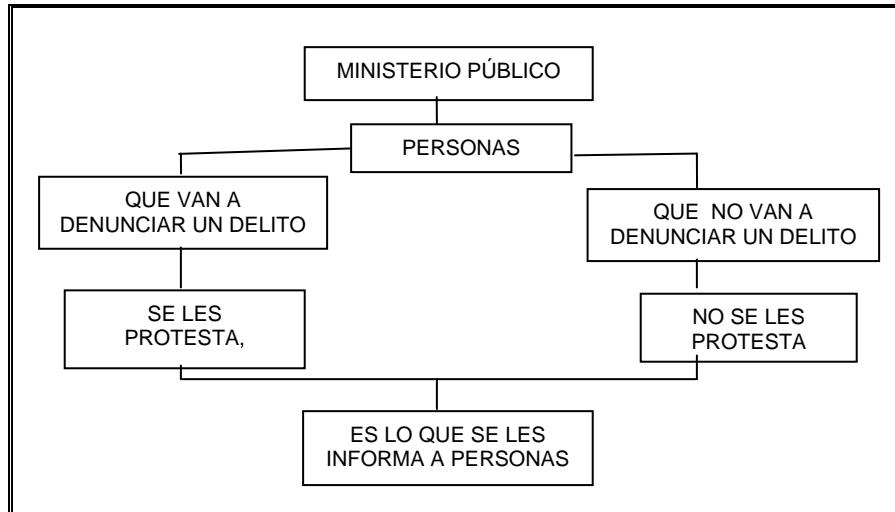 MINISTERIO PÚBLICO
PERSONAS
QUE VAN A
DENUNCIAR UN DELITO
QUE NO VAN A
DENUNCIAR UN DELITO
SE LES
PROTESTA,
NO SE LES
PROTESTA
ES LO QUE SE LES
INFORMA A PERSONAS